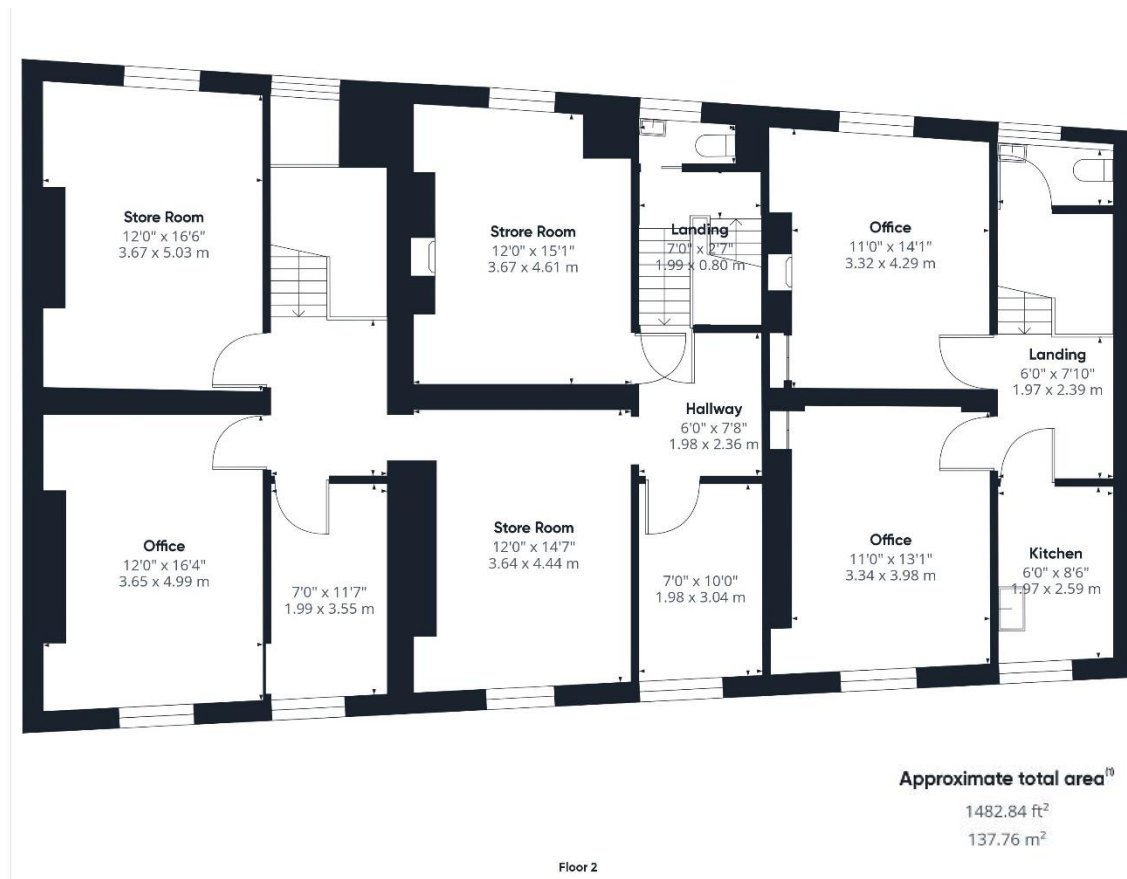 Store Room
12'0" x 16'6"
3.67 x 5.03 m
Strore Room
12'0" x 15'1"
3.67 x 4.61 m
Landing
7'0" x 2'7"
1.99 x 0.80 m
Office
11'0" x 14'1"
3.32 x 4.29 m
Landing
6'0" x 7'10"
1.97 x 2.39 m
Hallway
6'0" x 7'8"
1.98 x 2.36 m
Office
12'0" x 16'4"
3.65 x 4.99 m
7'0" x 11'7"
1.99 x 3.55 m
Store Room
12'0" x 14'7"
3.64 x 4.44 m
7'0" x 10'0"
1.98 x 3.04 m
Office
11'0" x 13'1"
3.34 x 3.98 m
Kitchen
6'0" x 8'6"
1.97 x 2.59 m
Approximate total area(1)
1482.84 ft²
137.76 m²
Floor 2